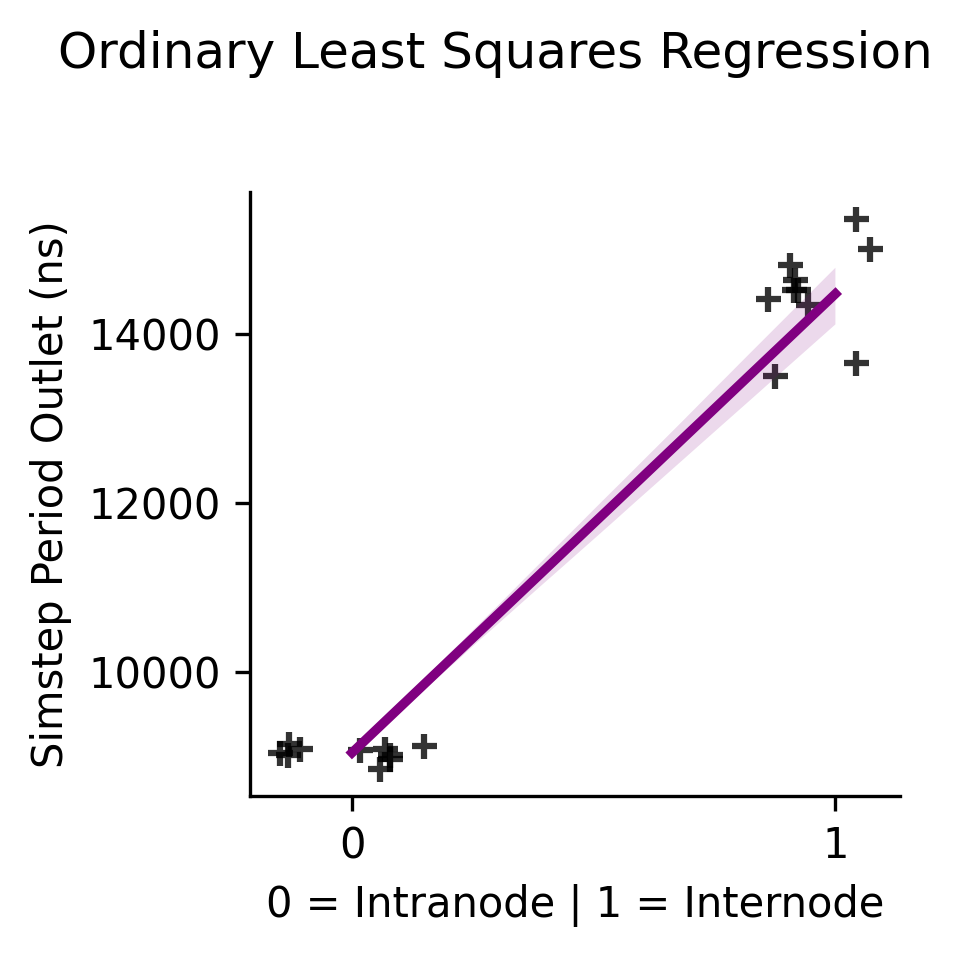 Ordinary Least Squares Regression
Simstep Period Outlet (ns)
14000
12000
10000
0
1
0 = Intranode | 1 = Internode